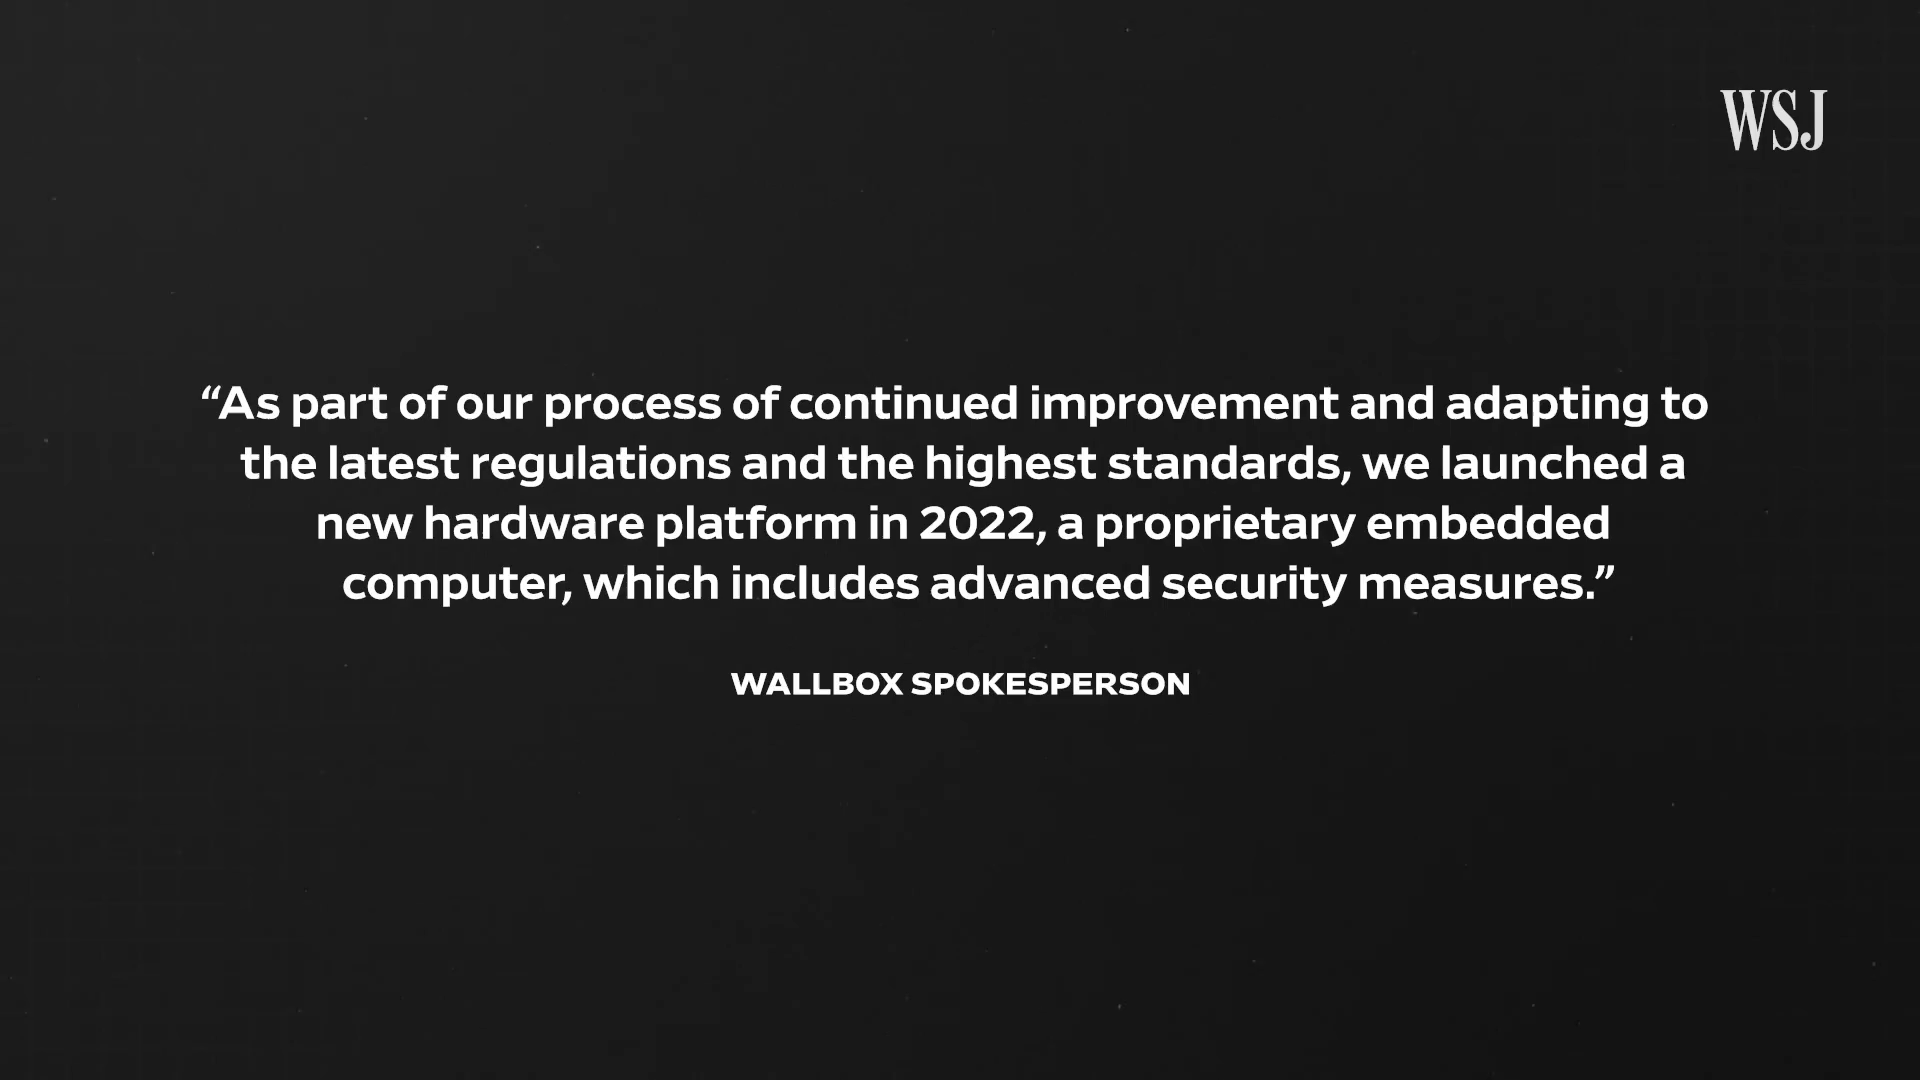 WSJ
“As part of our process of continued improvement and adapting to
the latest regulations and the highest standards, we launched a
new hardware platform in 2022, a proprietary embedded
computer, which includes advanced security measures.”
WALLBOX SPOKESPERSON